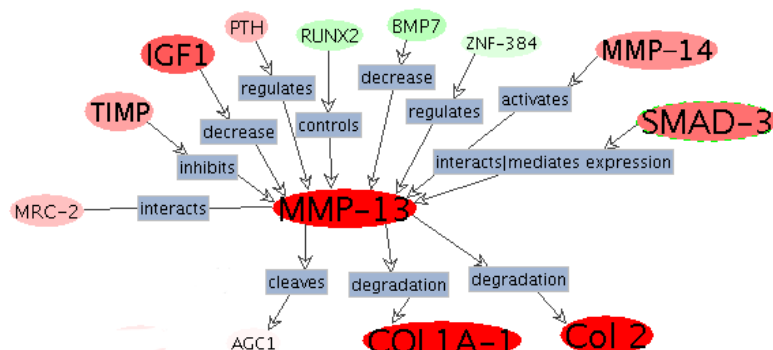 PTH
RUNX2
BMP7
ZNF-384
IGF1
MMP-14
decrease
regulates
activates
regulates
TIMP
SMAD-3
decrease
controls
inhibits
interacts|mediates expression
MRC-2
interacts
MMP-13
cleaves
degradation
degradation
AGC1
COL1A-1
Col 2